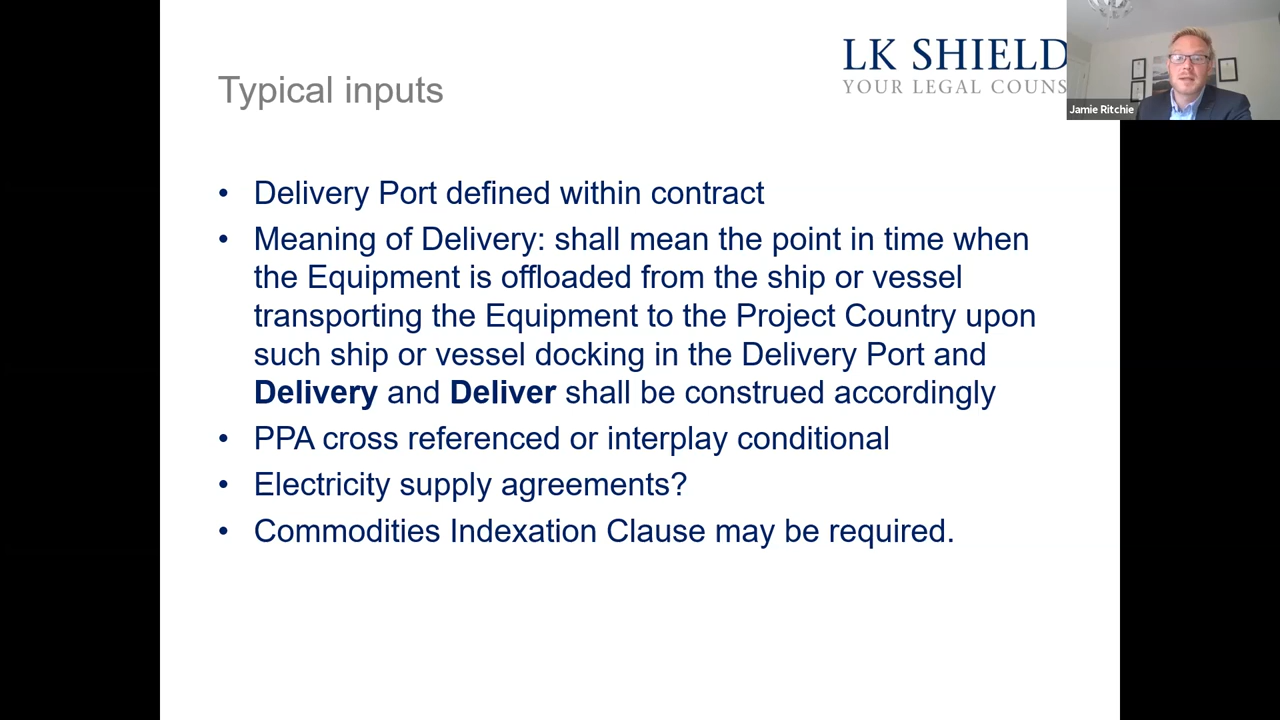 LK SHIELD
YOUR LEGAL COUNS
Jamie Ritchie
Typical inputs
• Delivery Port defined within contract
• Meaning of Delivery: shall mean the point in time when
the Equipment is offloaded from the ship or vessel
transporting the Equipment to the Project Country upon
such ship or vessel docking in the Delivery Port and
Delivery and Deliver shall be construed accordingly
• PPA cross referenced or interplay conditional
• Electricity supply agreements?
• Commodities Indexation Clause may be required.